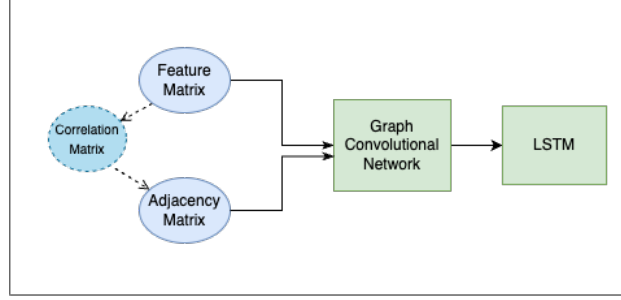 Feature
Matrix
Correlation
Matrix
Adjacency
Matrix
Graph
Convolutional
Network
LSTM